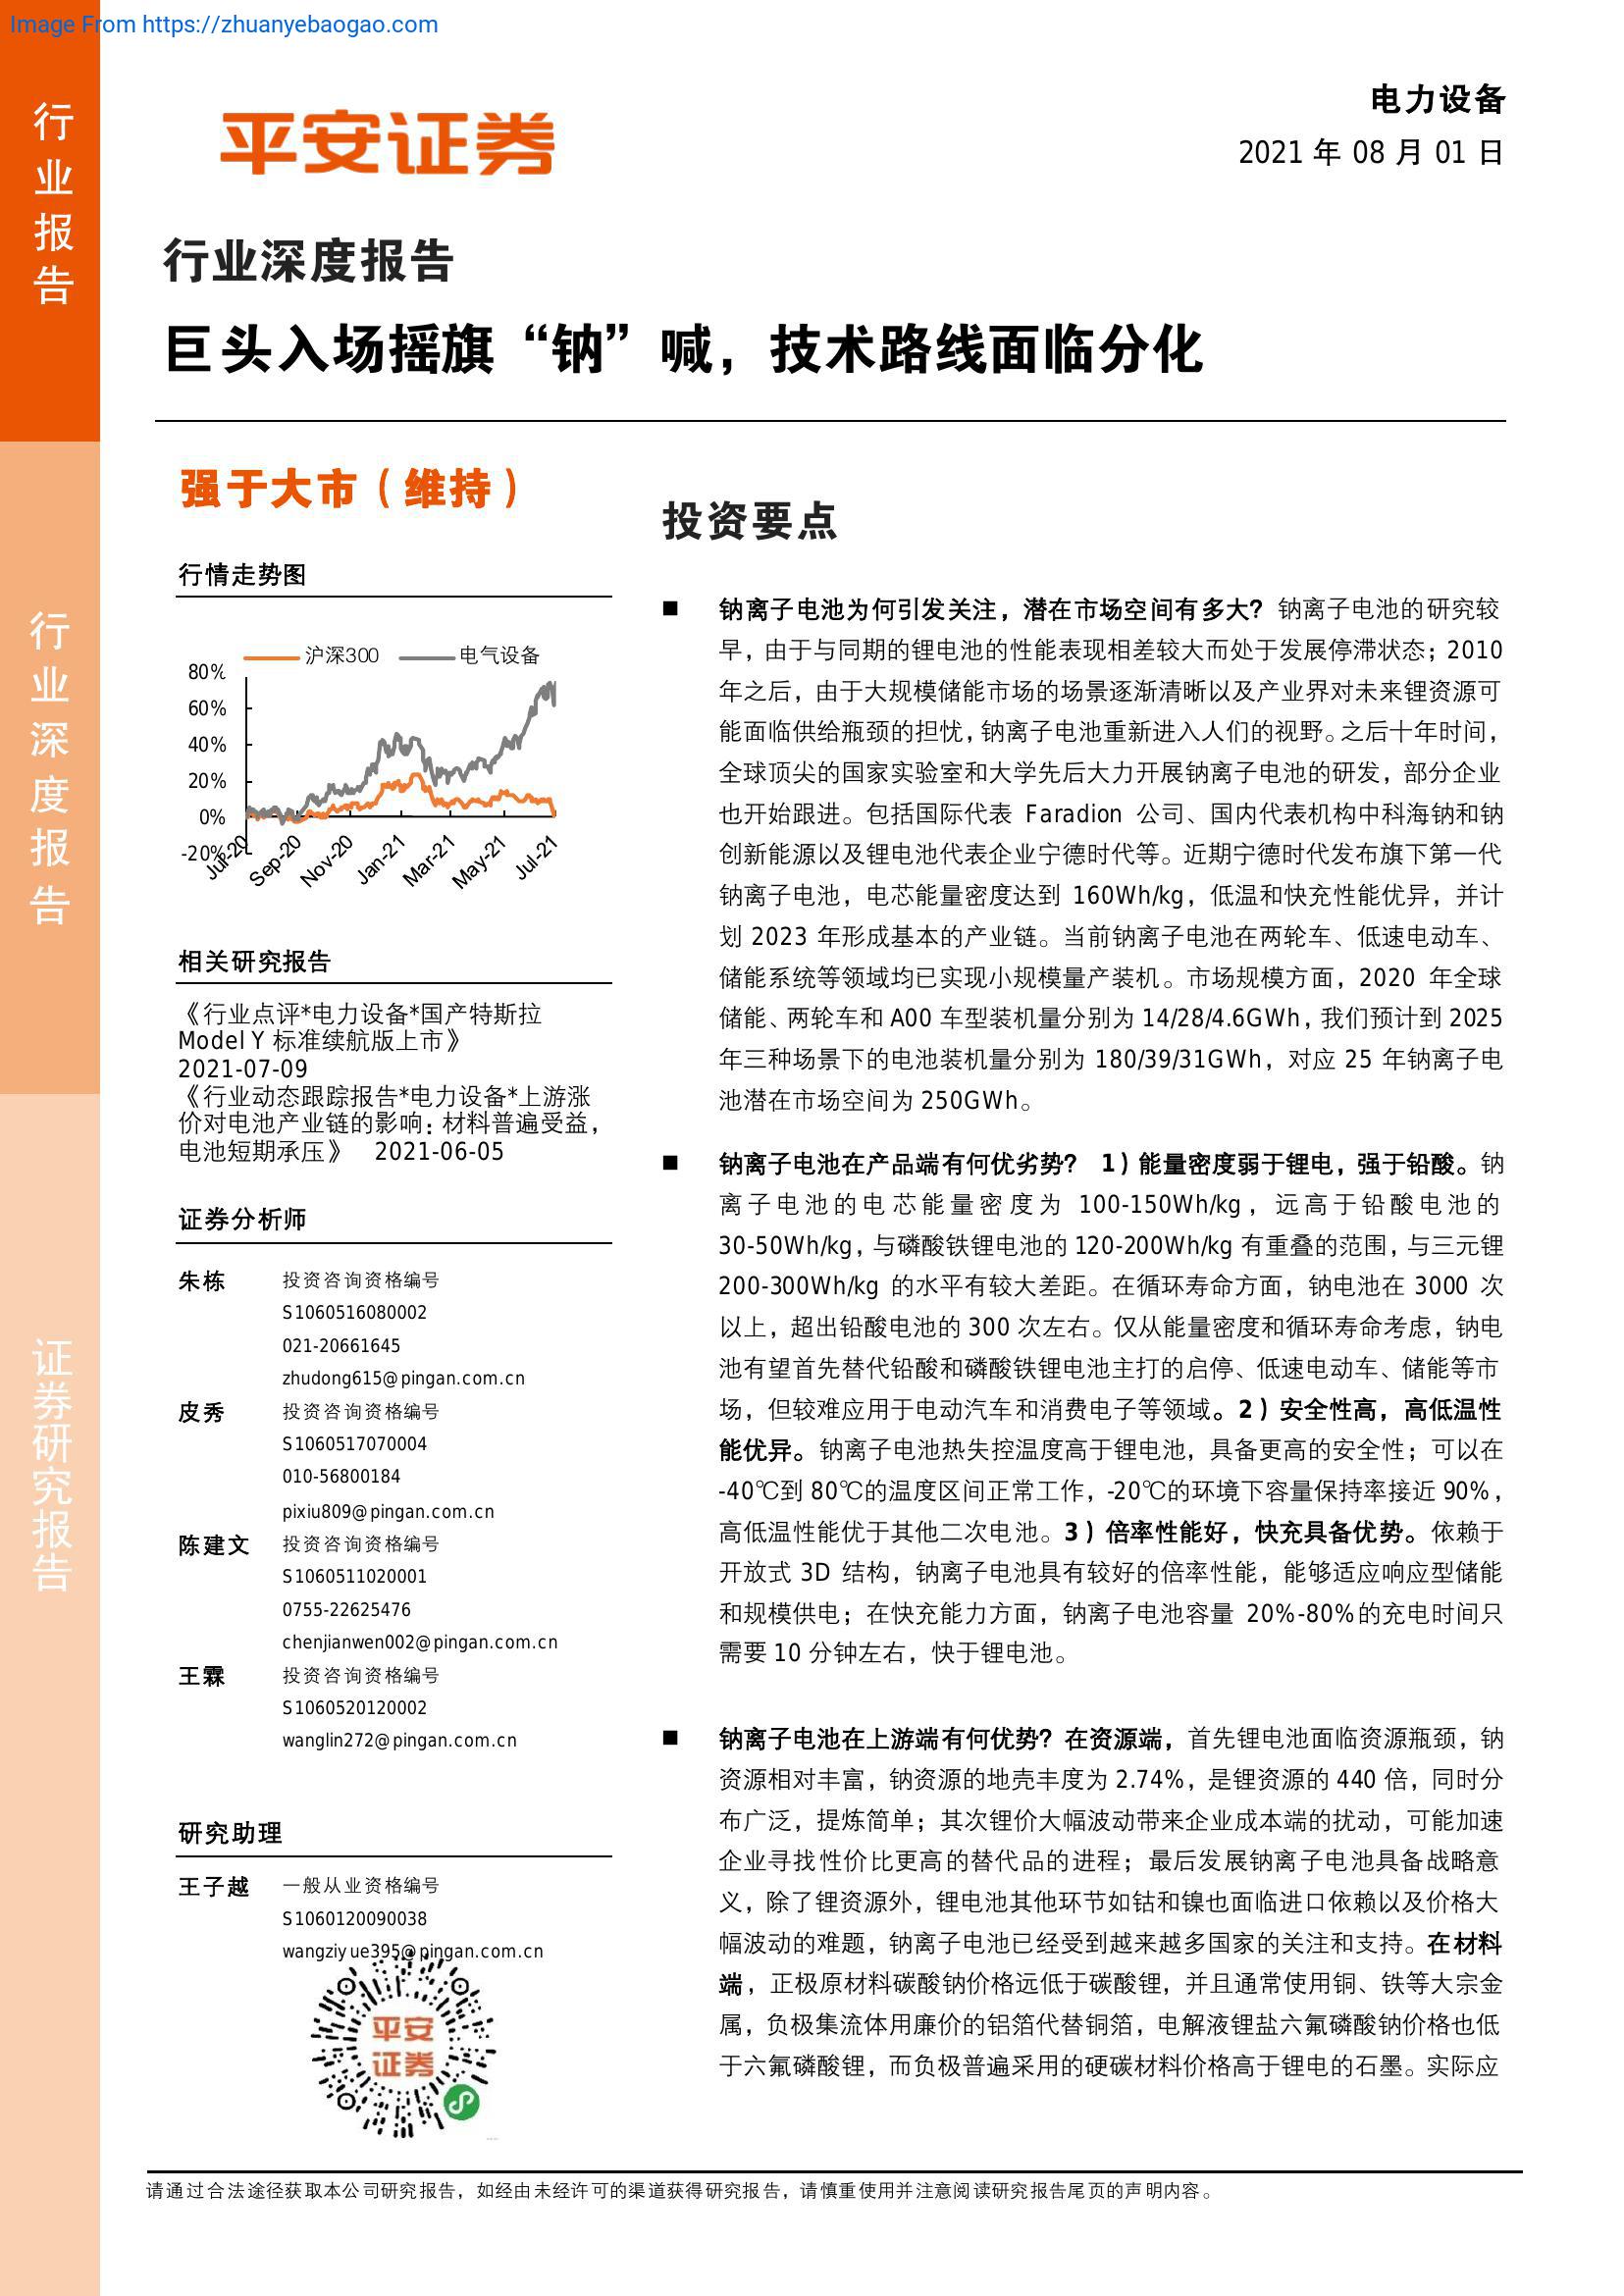 Image From https://zhuanyebaogao.com
行业报告
行业深度报告
证券研究报告
平安证券
电力设备
2021 年 08 月 01 日
行业深度报告
巨头入场摇旗“钠”喊，技术路线面临分化
强于大市（维持）
行情走势图
沪深300 电气设备
80%
60%
40%
20%
0%
-20%
Jul-20 Sep-20 Nov-20 Jan-21 Mar-21 May-21 Jul-21
相关研究报告
《行业点评*电力设备*国产特斯拉
Model Y 标准续航版上市》
2021-07-09
《行业动态跟踪报告*电力设备*上游涨
价对电池产业链的影响：材料普遍受益，
电池短期承压》 2021-06-05
证券分析师
朱栋 投资咨询资格编号
S1060516080002
021-20661645
zhudong615@pingan.com.cn
皮秀 投资咨询资格编号
S1060517070004
010-56800184
pixiu809@pingan.com.cn
陈建文 投资咨询资格编号
S1060511020001
0755-22625476
chenjianwen002@pingan.com.cn
王霖 投资咨询资格编号
S1060520120002
wanglin272@pingan.com.cn
研究助理
王子越 一般从业资格编号
S1060120090038
wangziyue395@pingan.com.cn
平安
证券
投资要点
■ 钠离子电池为何引发关注，潜在市场空间有多大？钠离子电池的研究较
早，由于与同期的锂电池的性能表现相差较大而处于发展停滞状态；2010
年之后，由于大规模储能市场的场景逐渐清晰以及产业界对未来锂资源可
能面临供给瓶颈的担忧，钠离子电池重新进入人们的视野。之后十年时间，
全球顶尖的国家实验室和大学先后大力开展钠离子电池的研发，部分企业
也开始跟进。包括国际代表 Faradion 公司、国内代表机构中科海钠和钠
创新能源以及锂电池代表企业宁德时代等。近期宁德时代发布旗下第一代
钠离子电池，电芯能量密度达到 160Wh/kg，低温和快充性能优异，并计
划 2023 年形成基本的产业链。当前钠离子电池在两轮车、低速电动车、
储能系统等领域均已实现小规模量产装机。市场规模方面，2020 年全球
储能、两轮车和 A00 车型装机量分别为 14/28/4.6GWh，我们预计到 2025
年三种场景下的电池装机量分别为 180/39/31GWh，对应 25 年钠离子电
池潜在市场空间为 250GWh。
■ 钠离子电池在产品端有何优劣势？ 1）能量密度弱于锂电，强于铅酸。钠
离子电池的电芯能量密度为 100-150Wh/kg，远高于铅酸电池的
30-50Wh/kg，与磷酸铁锂电池的 120-200Wh/kg 有重叠的范围，与三元锂
200-300Wh/kg 的水平有较大差距。在循环寿命方面，钠电池在 3000 次
以上，超出铅酸电池的 300 次左右。仅从能量密度和循环寿命考虑，钠电
池有望首先替代铅酸和磷酸铁锂电池主打的启停、低速电动车、储能等市
场，但较难应用于电动汽车和消费电子等领域。2）安全性高，高低温性
能优异。钠离子电池热失控温度高于锂电池，具备更高的安全性；可以在
-40℃到 80℃的温度区间正常工作，-20℃的环境下容量保持率接近 90%，
高低温性能优于其他二次电池。3）倍率性能好，快充具备优势。依赖于
开放式 3D 结构，钠离子电池具有较好的倍率性能，能够适应响应型储能
和规模供电；在快充能力方面，钠离子电池容量 20%-80%的充电时间只
需要 10 分钟左右，快于锂电池。
■ 钠离子电池在上游端有何优势？在资源端，首先锂电池面临资源瓶颈，钠
资源相对丰富，钠资源的地壳丰度为 2.74%，是锂资源的 440 倍，同时分
布广泛，提炼简单；其次锂价大幅波动带来企业成本端的扰动，可能加速
企业寻找性价比更高的替代品的进程；最后发展钠离子电池具备战略意
义，除了锂资源外，锂电池其他环节如钴和镍也面临进口依赖以及价格大
幅波动的难题，钠离子电池已经受到越来越多国家的关注和支持。在材料
端，正极原材料碳酸钠价格远低于碳酸锂，并且通常使用铜、铁等大宗金
属，负极集流体用廉价的铝箔代替铜箔，电解液锂盐六氟磷酸钠价格也低
于六氟磷酸锂，而负极普遍采用的硬碳材料价格高于锂电的石墨。实际应
请通过合法途径获取本公司研究报告，如经由未经许可的渠道获得研究报告，请慎重使用并注意阅读研究报告尾页的声明内容。